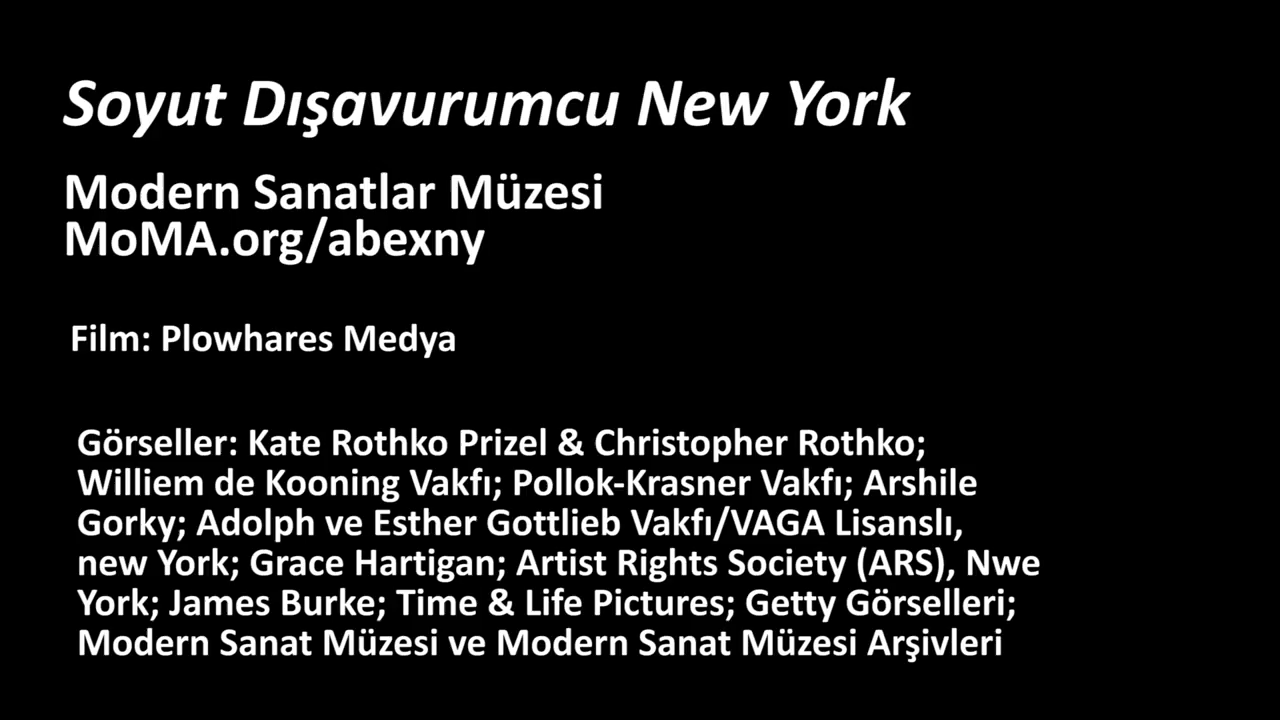 Soyut Dışavurumcu New York
Modern Sanatlar Müzesi
MoMA.org/abexny
Film: Plowhares Medya
Görseller: Kate Rothko Prizel & Christopher Rothko;
Williem de Kooning Vakfı; Pollok-Krasner Vakfı; Arshile
Gorky; Adolph ve Esther Gottlieb Vakfı/VAGA Lisanslı,
new York; Grace Hartigan; Artist Rights Society (ARS), Nwe
York; James Burke; Time & Life Pictures; Getty Görselleri;
Modern Sanat Müzesi ve Modern Sanat Müzesi Arşivleri